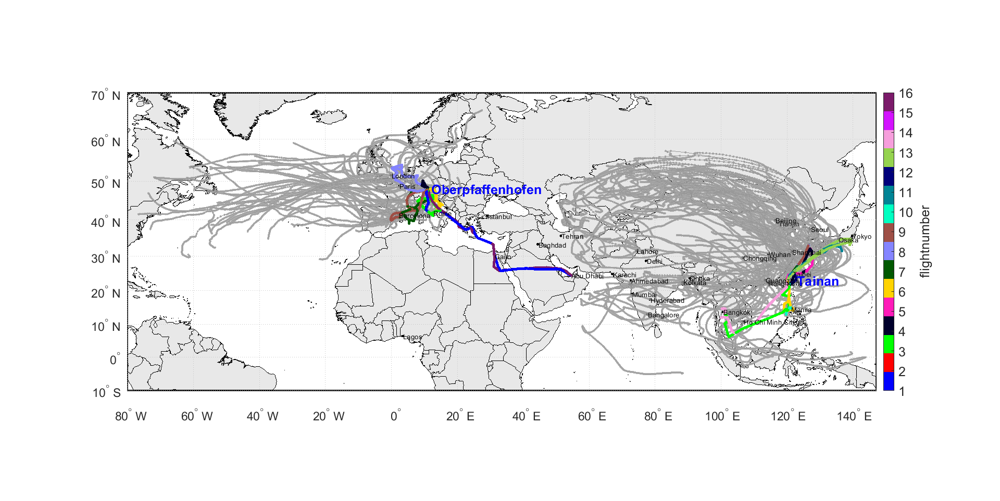 70° N
60° N
50° N
40° N
30° N
20° N
10° N
0°
10° S
80° W
60° W
40° W
20° W
0°
20° E
40° E
60° E
80° E
100° E
120° E
140° E
London
Paris
Oberpfaffenhofen
Barcelona
Rome
Istanbul
Tehran
Baghdad
Cairo
Abu Dhabi
Lagos
Karachi
Lahore
Delhi
Ahmedabad
Mumbai
Hyderabad
Bangalore
Dhaka
Kolkata
Beijing
Tianjin
Seoul
Tokyo
Osaka
Shanghai
Wuhan
Chongqing
Taipei
Tainan
Hong Kong
Manila
Bangkok
Ho Chi Minh City
16
15
14
13
12
11
10
9
8
7
6
5
4
3
2
1
flightnumber